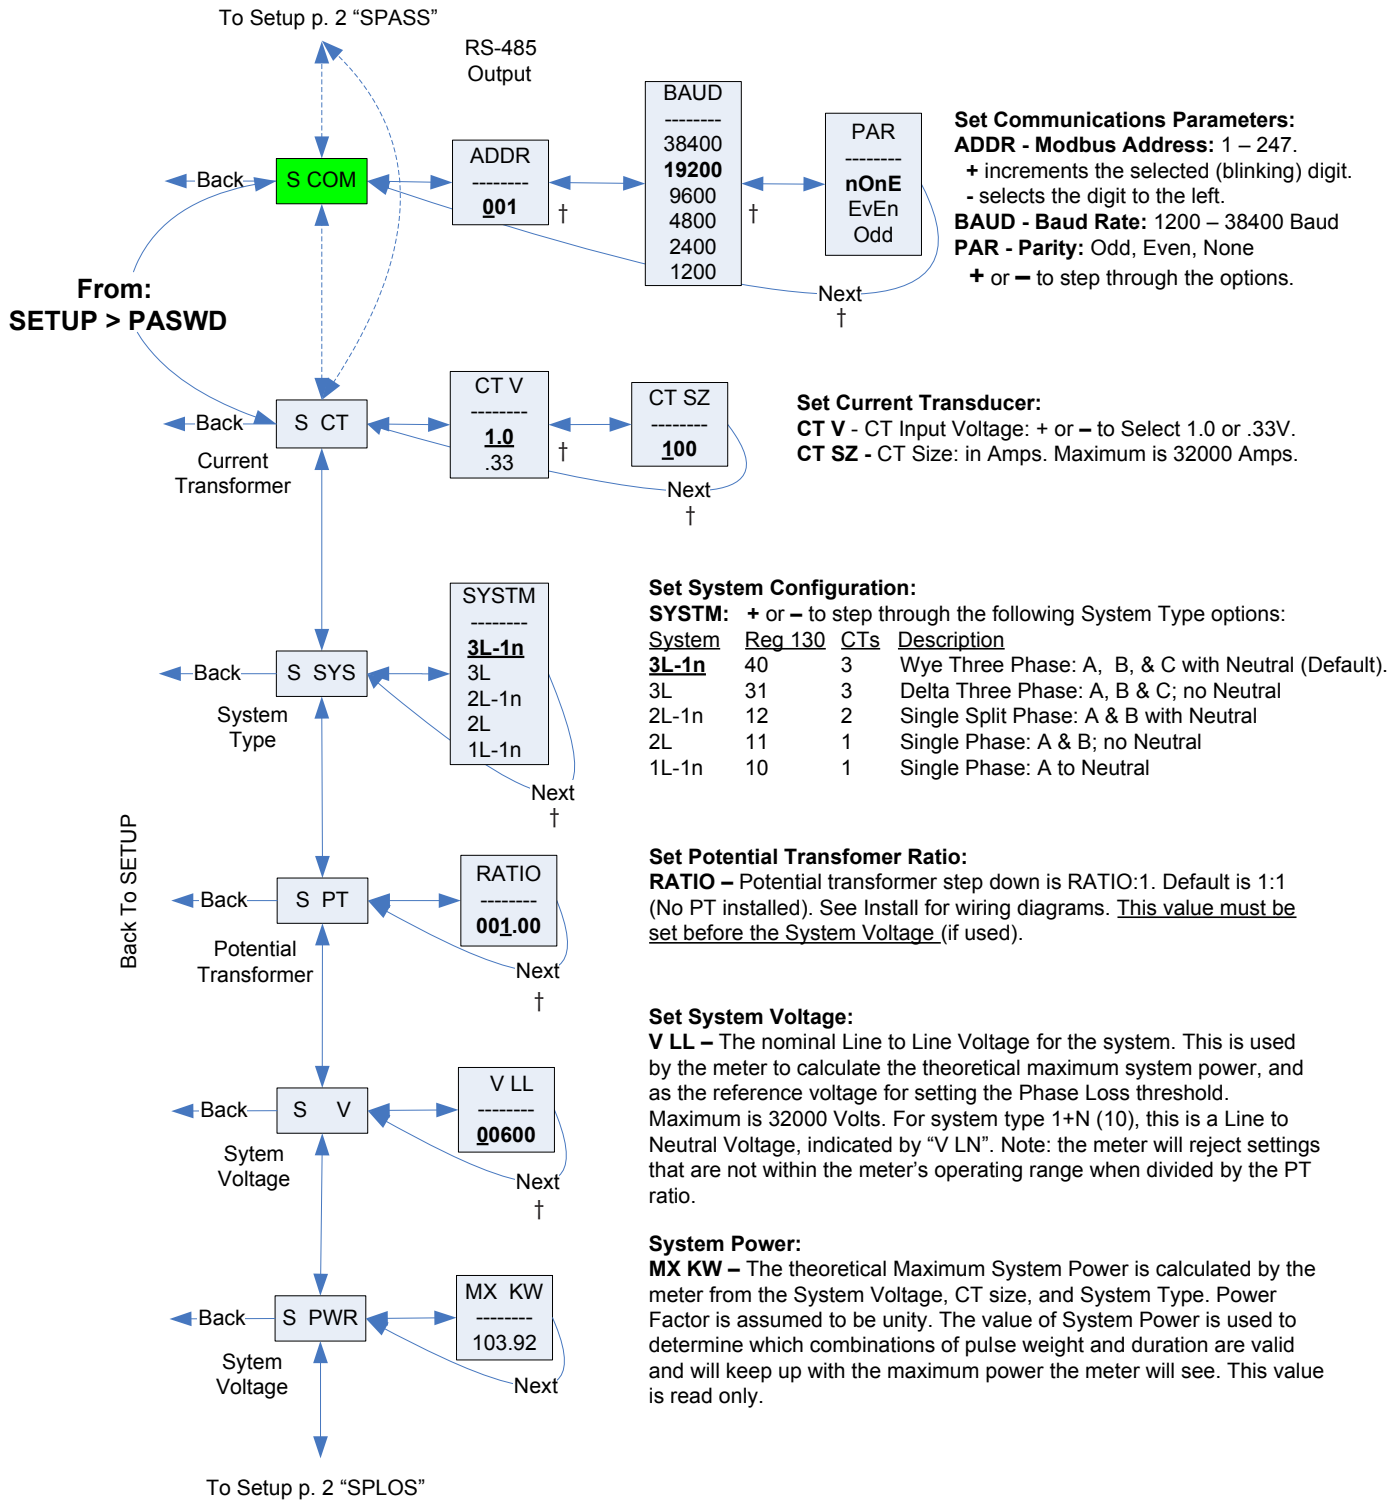 To Setup p. 2 “SPASS”
RS-485
Output
Back
S COM
ADDR
--------
001
†
BAUD
--------
38400
19200
9600
4800
2400
1200
†
PAR
--------
nOnE
EvEn
Odd
Next
†
Set Communications Parameters:
ADDR - Modbus Address: 1 – 247.
+ increments the selected (blinking) digit.
- selects the digit to the left.
BAUD - Baud Rate: 1200 – 38400 Baud
PAR - Parity: Odd, Even, None
+ or – to step through the options.
From:
SETUP > PASWD
Back
S CT
Current
Transformer
CT V
--------
1.0
.33
†
CT SZ
--------
100
Next
†
Set Current Transducer:
CT V - CT Input Voltage: + or – to Select 1.0 or .33V.
CT SZ - CT Size: in Amps. Maximum is 32000 Amps.
Back
S SYS
System
Type
SYSTM
--------
3L-1n
3L
2L-1n
2L
1L-1n
Next
†
Set System Configuration:
SYSTM: + or – to step through the following System Type options:
System Reg 130 CTs Description
3L-1n 40 3 Wye Three Phase: A, B, & C with Neutral (Default).
3L 31 3 Delta Three Phase: A, B & C; no Neutral
2L-1n 12 2 Single Split Phase: A & B with Neutral
2L 11 1 Single Phase: A & B; no Neutral
1L-1n 10 1 Single Phase: A to Neutral
Back To SETUP
Back
S PT
Potential
Transformer
RATIO
--------
001.00
Next
†
Set Potential Transfomer Ratio:
RATIO – Potential transformer step down is RATIO:1. Default is 1:1
(No PT installed). See Install for wiring diagrams. This value must be
set before the System Voltage (if used).
Back
S V
Sytem
Voltage
V LL
--------
00600
Next
†
Set System Voltage:
V LL – The nominal Line to Line Voltage for the system. This is used
by the meter to calculate the theoretical maximum system power, and
as the reference voltage for setting the Phase Loss threshold.
Maximum is 32000 Volts. For system type 1+N (10), this is a Line to
Neutral Voltage, indicated by “V LN”. Note: the meter will reject settings
that are not within the meter’s operating range when divided by the PT
ratio.
Back
S PWR
Sytem
Voltage
MX KW
--------
103.92
Next
System Power:
MX KW – The theoretical Maximum System Power is calculated by the
meter from the System Voltage, CT size, and System Type. Power
Factor is assumed to be unity. The value of System Power is used to
determine which combinations of pulse weight and duration are valid
and will keep up with the maximum power the meter will see. This value
is read only.
To Setup p. 2 “SPLOS”